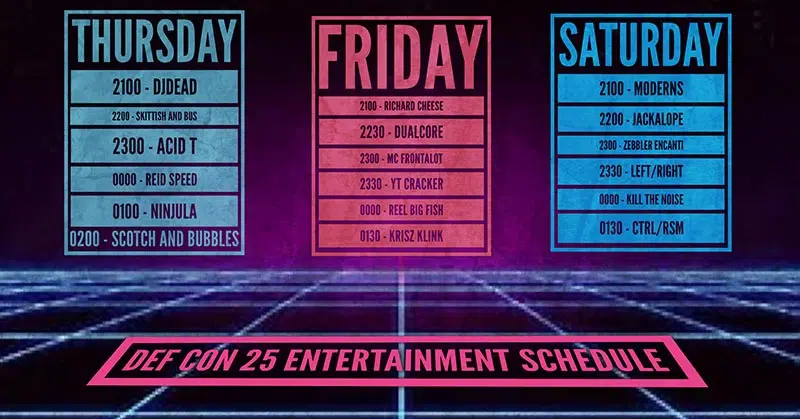 THURSDAY
2100 - DJDEAD
2200 - SKITTISH AND BUS
2300 - ACID T
0000 - REID SPEED
0100 - NINJULA
0200 - SCOTCH AND BUBBLES
FRIDAY
2100 - RICHARD CHEESE
2230 - DUALCORE
2300 - MC FRONTALOT
2330 - YT CRACKER
0000 - REEL BIG FISH
0130 - KRISZ KLINK
SATURDAY
2100 - MODERNS
2200 - JACKALOPE
2300 - ZEBBLER ENCANTI
2330 - LEFT/RIGHT
0000 - KILL THE NOISE
0130 - CTRL/RSM
DEF CON 25 ENTERTAINMENT SCHEDULE